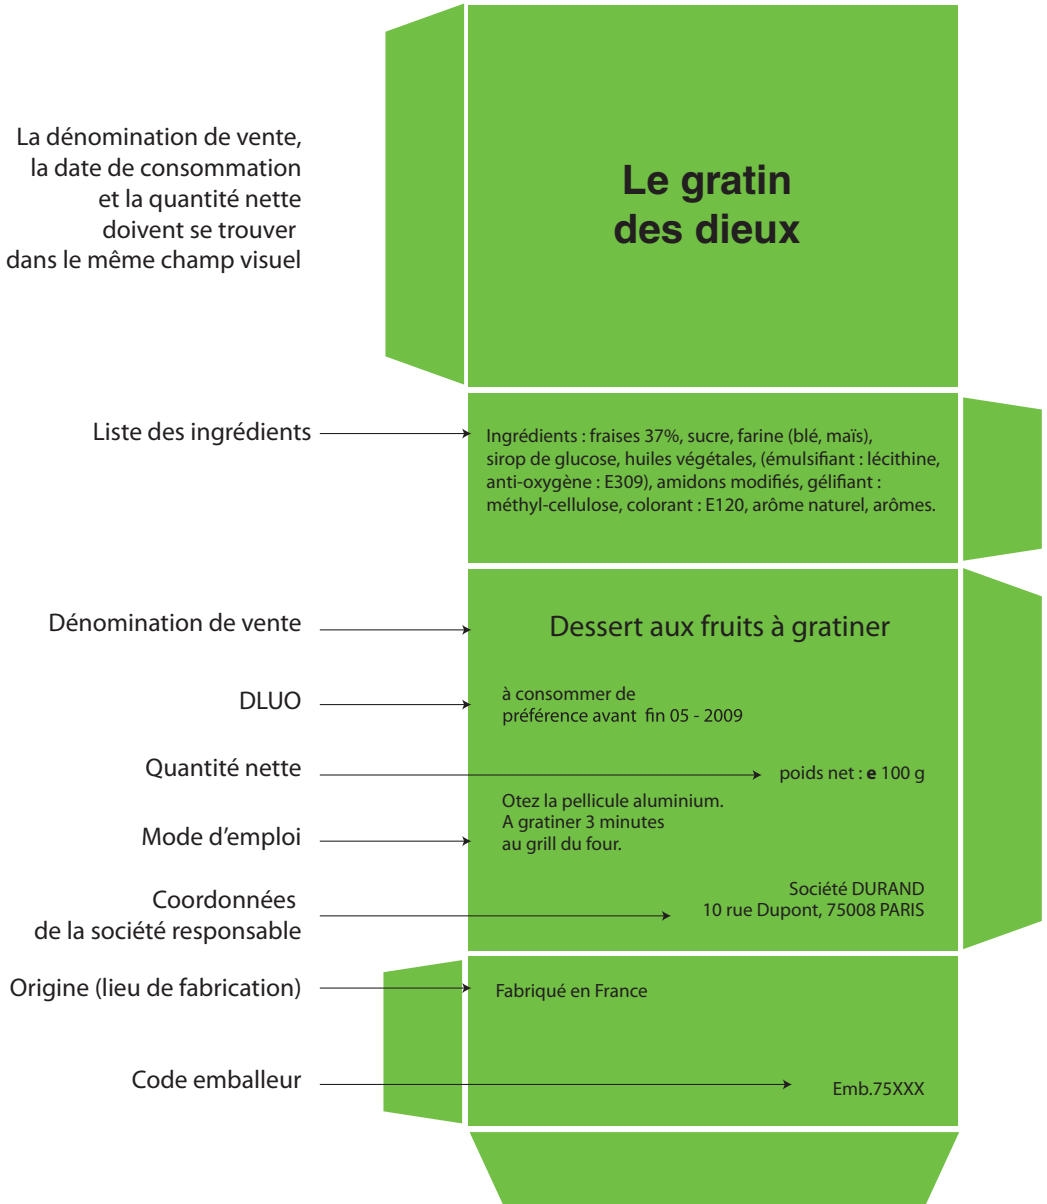 La dénomination de vente,
la date de consommation
et la quantité nette
doivent se trouver
dans le même champ visuel
Le gratin
des dieux
Liste des ingrédients
Ingrédients : fraises 37%, sucre, farine (blé, maïs),
sirop de glucose, huiles végétales, (émulsifiant : lécithine,
anti-oxygène : E309), amidons modifiés, gélifiant :
méthyl-cellulose, colorant : E120, arôme naturel, arômes.
Dénomination de vente
Dessert aux fruits à gratiner
DLUO
à consommer de
préférence avant fin 05 - 2009
Quantité nette
poids net : e 100 g
Mode d'emploi
Otez la pellicule aluminium.
A gratiner 3 minutes
au grill du four.
Coordonnées
de la société responsable
Société DURAND
10 rue Dupont, 75008 PARIS
Origine (lieu de fabrication)
Fabriqué en France
Code emballeur
Emb.75XXX